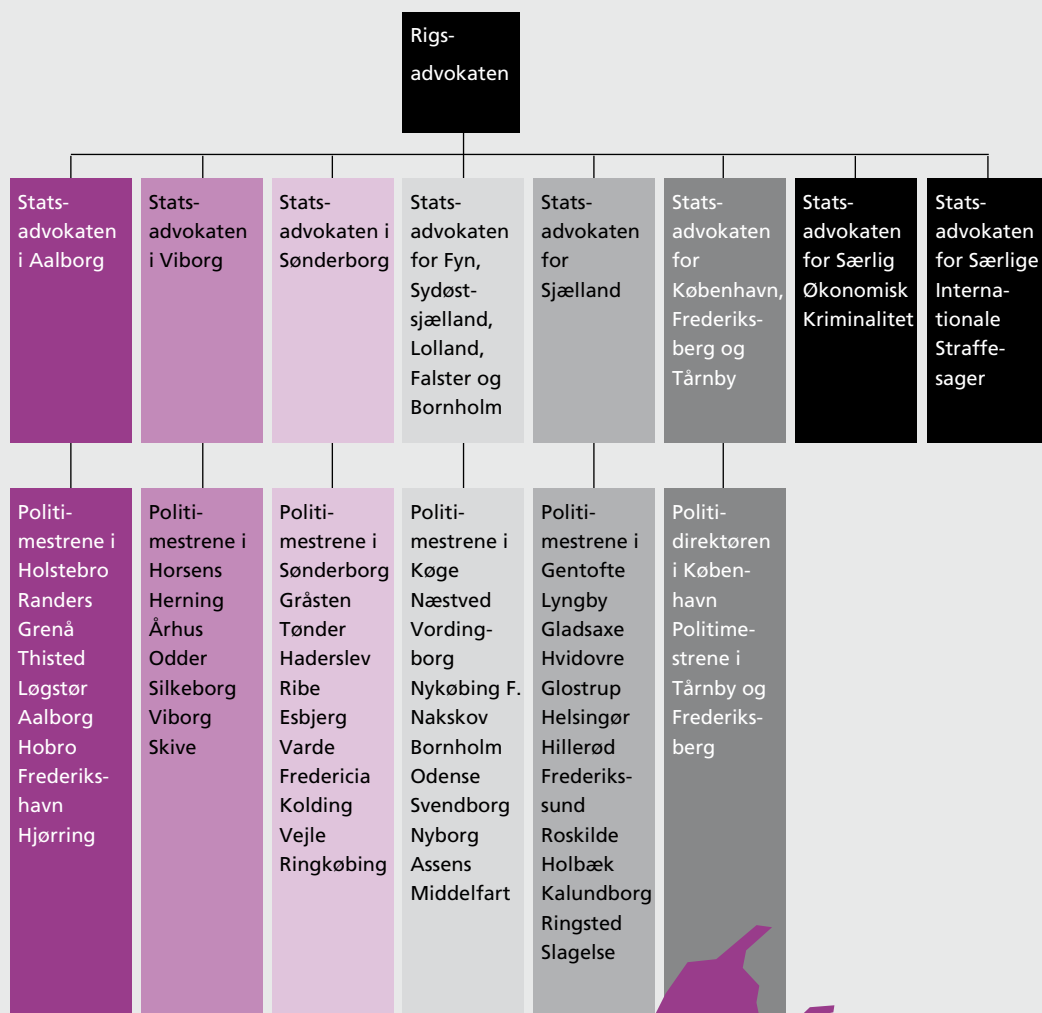 Rigs-
advokaten
Stats-
advokaten
i Aalborg
Stats-
advokaten
i Viborg
Stats-
advokaten i
Sønderborg
Stats-
advokaten
for Fyn,
Sydøst-
sjælland,
Lolland,
Falster og
Bornholm
Stats-
advokaten
for
Sjælland
Stats-
advokaten
for
København,
Frederiks-
berg og
Tårnby
Stats-
advokaten
for Særlig
Økonomisk
Kriminalitet
Stats-
advokaten
for Særlige
Interna-
tionale
Straffe-
sager
Politi-
mestrene i
Holstebro
Randers
Grenå
Thisted
Løgstør
Aalborg
Hobro
Frederiks-
havn
Hjørring
Politi-
mestrene i
Horsens
Herning
Århus
Odder
Silkeborg
Viborg
Skive
Politi-
mestrene i
Sønderborg
Gråsten
Tønder
Haderslev
Ribe
Esbjerg
Varde
Fredericia
Kolding
Vejle
Ringkøbing
Politi-
mestrene i
Køge
Næstved
Vording-
borg
Nykøbing F.
Nakskov
Bornholm
Odense
Svendborg
Nyborg
Assens
Middelfart
Politi-
mestrene i
Gentofte
Lyngby
Gladsaxe
Hvidovre
Glostrup
Helsingør
Hillerød
Frederiks-
sund
Roskilde
Holbæk
Kalundborg
Ringsted
Slagelse
Politi-
direktøren
i Køben-
havn
Politime-
strene i
Tårnby og
Frederiks-
berg